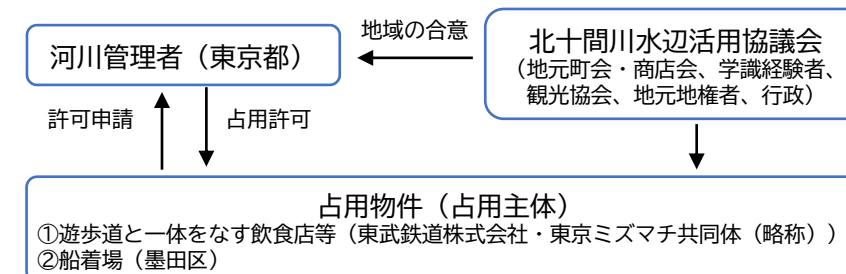 地域の合意
河川管理者（東京都）
北十間川水辺活用協議会
（地元町会・商店会、学識経験者、
観光協会、地元地権者、行政）
許可申請
占用許可
占用物件（占用主体）
①遊歩道と一体をなす飲食店等（東武鉄道株式会社・東京ミズマチ共同体（略称））
②船着場（墨田区）